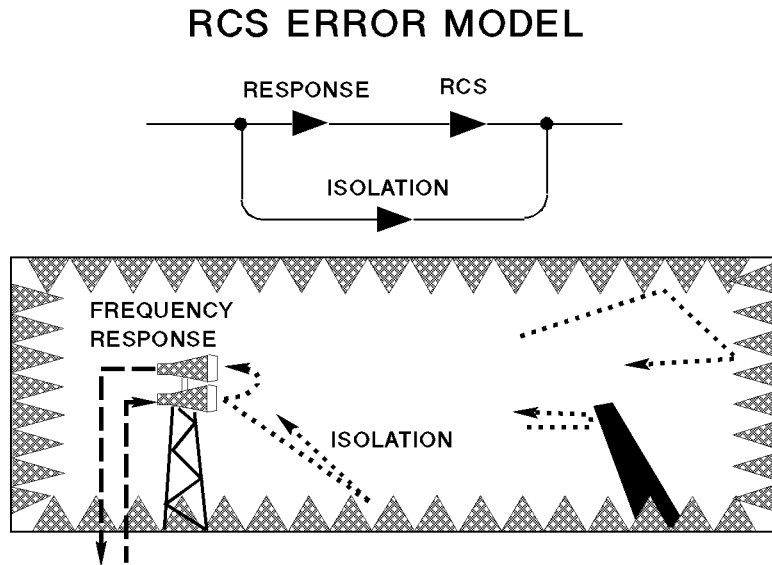 RCS ERROR MODEL
RESPONSE
RCS
ISOLATION
FREQUENCY
RESPONSE
ISOLATION